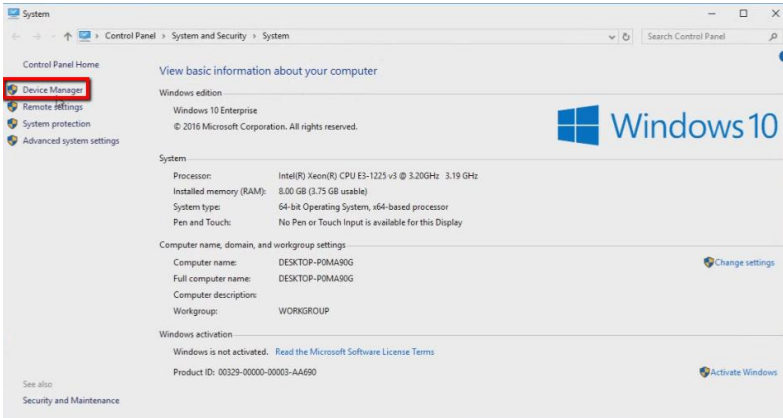 System
Control Panel > System and Security > System
Search Control Panel
Control Panel Home
Device Manager
Remote settings
System protection
Advanced system settings
View basic information about your computer
Windows edition
Windows 10 Enterprise
© 2016 Microsoft Corporation. All rights reserved.
Windows 10
System
Processor: Intel(R) Xeon(R) CPU E3-1225 v3 @ 3.20GHz 3.19 GHz
Installed memory (RAM): 8.00 GB (3.75 GB usable)
System type: 64-bit Operating System, x64-based processor
Pen and Touch: No Pen or Touch Input is available for this Display
Computer name, domain, and workgroup settings
Computer name: DESKTOP-P0MA90G
Change settings
Full computer name: DESKTOP-P0MA90G
Computer description:
Workgroup: WORKGROUP
Windows activation
Windows is not activated. Read the Microsoft Software License Terms
Product ID: 00329-00000-00003-AA690
Activate Windows
See also
Security and Maintenance